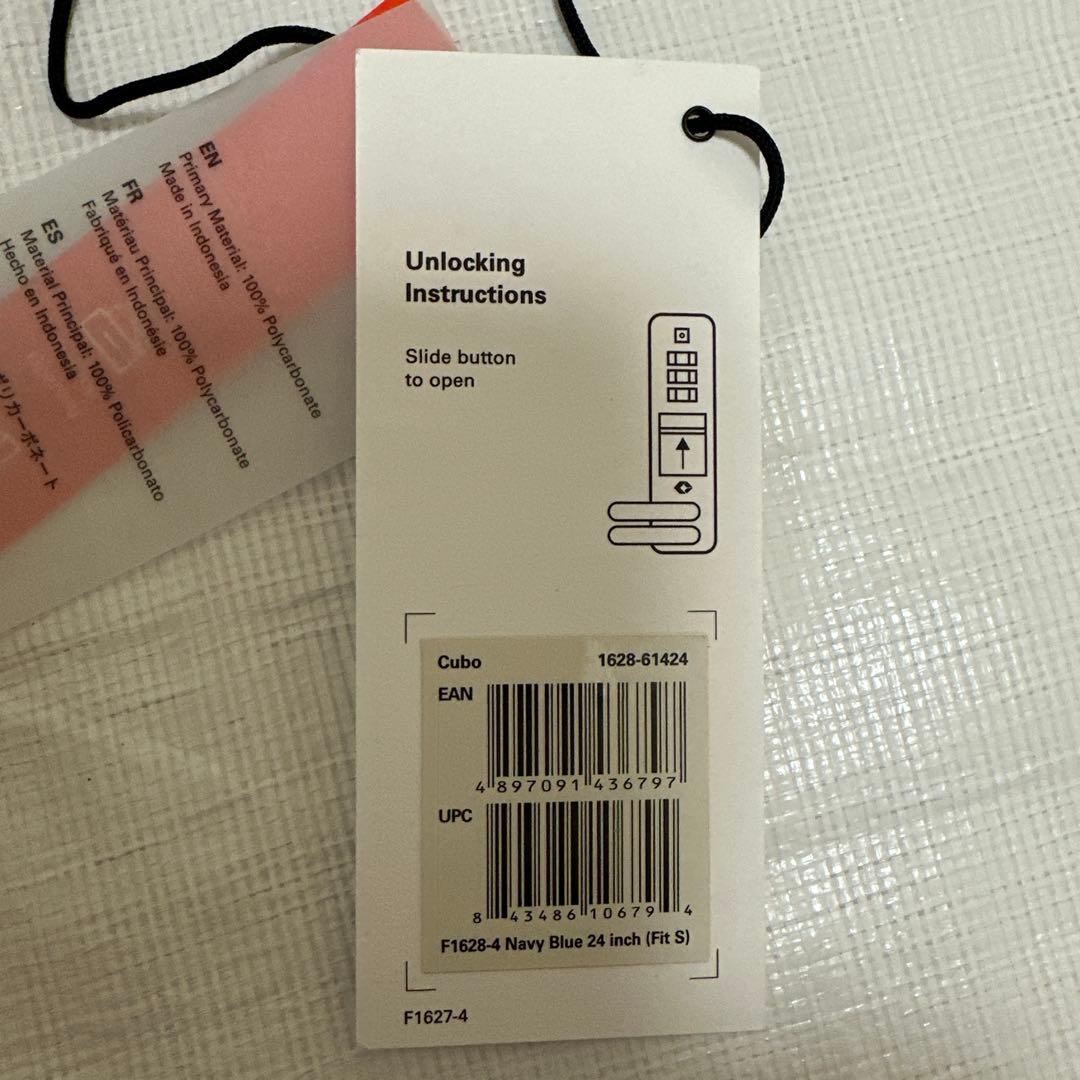 EN
Primary Material: 100% Polycarbonate
Made in Indonesia
FR
Matériau Principal: 100% Polycarbonate
Fabriqué en Indonésie
ES
Material Principal: 100% Policarbonato
Hecho en Indonesia
ポリカーボネート
Unlocking
Instructions
Slide button
to open
Cubo 1628-61424
EAN
4 897091 436797
UPC
8 43486 10679 4
F1628-4 Navy Blue 24 inch (Fit S)
F1627-4